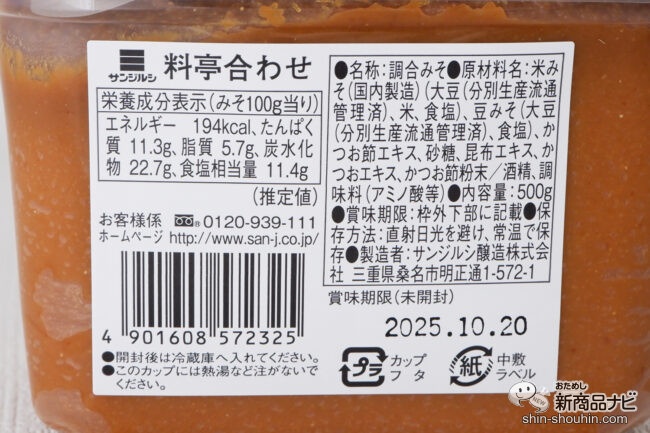 サンジルシ
料亭合わせ
栄養成分表示(みそ100g当り)
エネルギー 194kcal、たんぱく
質 11.3g、脂質 5.7g、炭水化
物 22.7g、食塩相当量 11.4g
(推定値)
お客様係 0120-939-111
ホームページ http://www.san-j.co.jp/
4 901608 572325
●開封後は冷蔵庫へ入れてください。
●このカップには熱湯など注がないで
ください。
●名称:調合みそ●原材料名:米み
そ(国内製造)(大豆(分別生産流通
管理済)、米、食塩)、豆みそ(大豆
(分別生産流通管理済)、食塩)、か
つお節エキス、砂糖、昆布エキス、か
つおエキス、かつお節粉末/酒精、調
味料(アミノ酸等)●内容量:500g
●賞味期限:枠外下部に記載●保
存方法:直射日光を避け、常温で保
存●製造者:サンジルシ醸造株式会
社 三重県桑名市明正通1-572-1
賞味期限(未開封)
2025.10.20
プラ
カップ
フタ
紙
中敷
ラベル
NEW
おためし
新商品ナビ
shin-shouhin.com